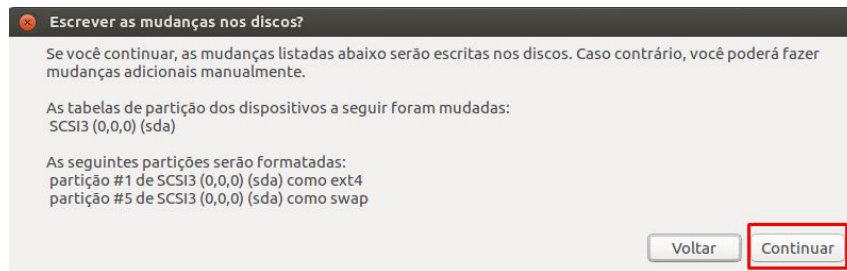 Escrever as mudanças nos discos?
Se você continuar, as mudanças listadas abaixo serão escritas nos discos. Caso contrário, você poderá fazer
mudanças adicionais manualmente.
As tabelas de partição dos dispositivos a seguir foram mudadas:
SCSI3 (0,0,0) (sda)
As seguintes partições serão formatadas:
partição #1 de SCSI3 (0,0,0) (sda) como ext4
partição #5 de SCSI3 (0,0,0) (sda) como swap
Voltar Continuar